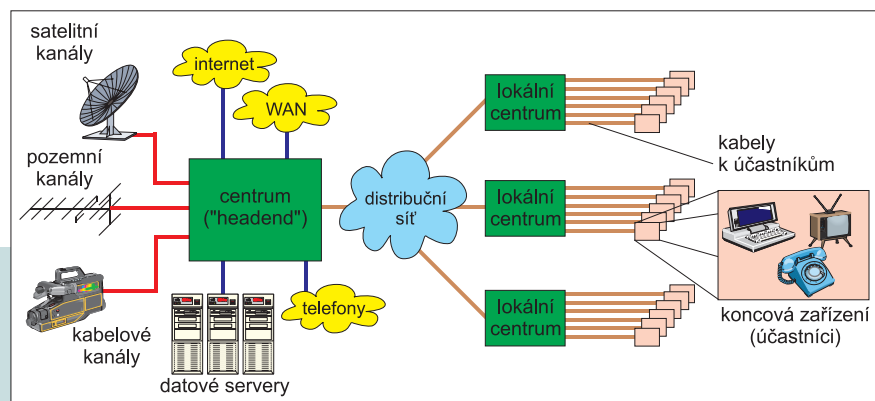 satelitní
kanály
internet
WAN
pozemní
kanály
centrum
("headend")
distribuční
síť
lokální
centrum
kabely
k účastníkům
lokální
centrum
lokální
centrum
koncová zařízení
(účastníci)
kabelové
kanály
telefony
datové servery